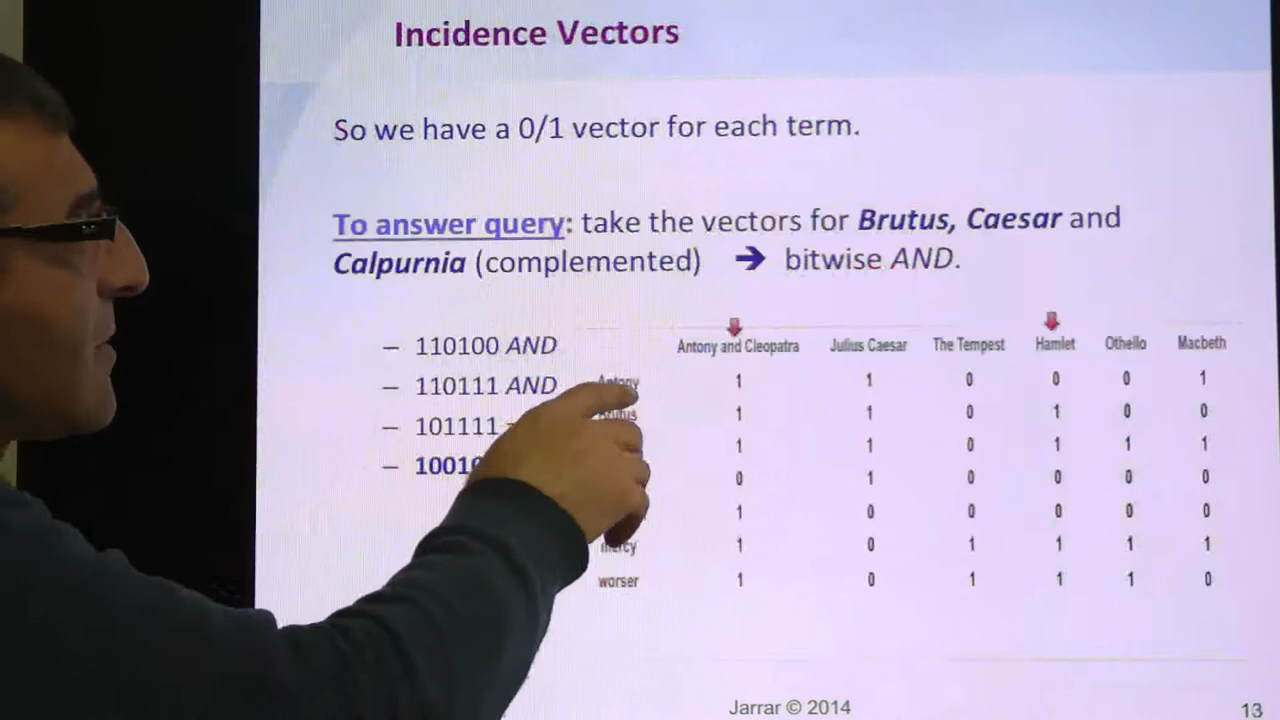 Incidence Vectors
So we have a 0/1 vector for each term.
To answer query: take the vectors for Brutus, Caesar and
Calpurnia (complemented) ➔ bitwise AND.
– 110100 AND
– 110111 AND
– 101111
– 10010
Antony and Cleopatra Julius Caesar The Tempest Hamlet Othello Macbeth
Antony 1 1 0 0 0 1
Brutus 1 1 0 1 0 0
1 1 0 1 1 1
0 1 0 0 0 0
1 0 0 0 0 0
mercy 1 0 1 1 1 1
worser 1 0 1 1 1 0
Jarrar © 2014
13